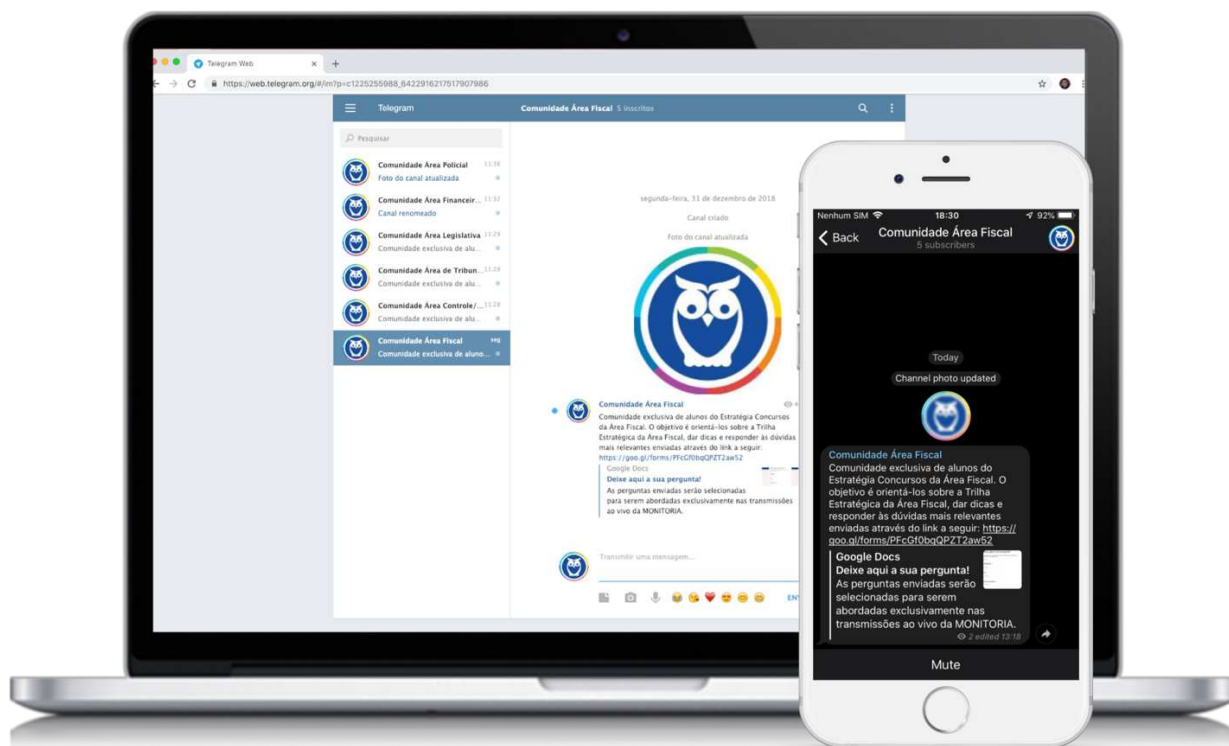 Telegram Web
https://web.telegram.org/#/im?p=c1225255988_6422916217517907986
Telegram
Comunidade Área Fiscal 5 inscritos
Pesquisar
Comunidade Área Policial 11:36
Foto do canal atualizada
Comunidade Área Financeir... 11:32
Canal renomeado
Comunidade Área Legislativa 11:29
Comunidade exclusiva de alu...
Comunidade Área de Tribun... 11:28
Comunidade exclusiva de alu...
Comunidade Área Controle/... 11:28
Comunidade exclusiva de alu...
Comunidade Área Fiscal seg
Comunidade exclusiva de aluno...
segunda-feira, 31 de dezembro de 2018
Canal criado
Foto do canal atualizada
Comunidade Área Fiscal
Comunidade exclusiva de alunos do Estratégia Concursos
da Área Fiscal. O objetivo é orientá-los sobre a Trilha
Estratégica da Área Fiscal, dar dicas e responder às dúvidas
mais relevantes enviadas através do link a seguir:
https://goo.gl/forms/PFcGf0bqQPZT2aw52
Google Docs
Deixe aqui a sua pergunta!
As perguntas enviadas serão selecionadas
para serem abordadas exclusivamente nas transmissões
ao vivo da MONITORIA.
Transmitir uma mensagem...
Nenhum SIM 18:30 92%
Back Comunidade Área Fiscal
5 subscribers
Today
Channel photo updated
Comunidade Área Fiscal
Comunidade exclusiva de alunos do
Estratégia Concursos da Área Fiscal. O
objetivo é orientá-los sobre a Trilha
Estratégica da Área Fiscal, dar dicas e
responder às dúvidas mais relevantes
enviadas através do link a seguir: https://
goo.gl/forms/PFcGf0bqQPZT2aw52
Google Docs
Deixe aqui a sua pergunta!
As perguntas enviadas serão
selecionadas para serem
abordadas exclusivamente nas
transmissões ao vivo da MONITORIA.
2 edited 13:18
Mute